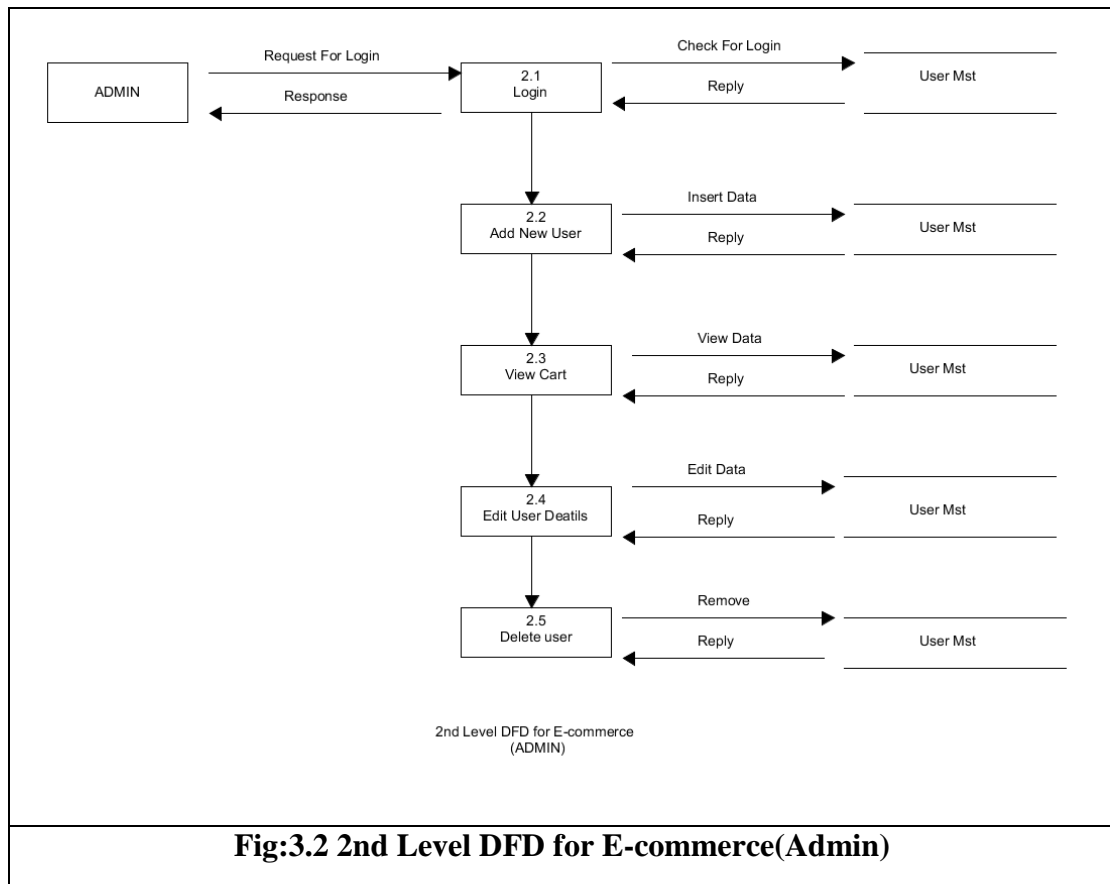 Request For Login
Check For Login
ADMIN
2.1
Login
User Mst
Response
Reply
2.2
Add New User
Insert Data
Reply
User Mst
2.3
View Cart
View Data
Reply
User Mst
2.4
Edit User Deatils
Edit Data
Reply
User Mst
2.5
Delete user
Remove
Reply
User Mst
2nd Level DFD for E-commerce
(ADMIN)
Fig:3.2 2nd Level DFD for E-commerce(Admin)